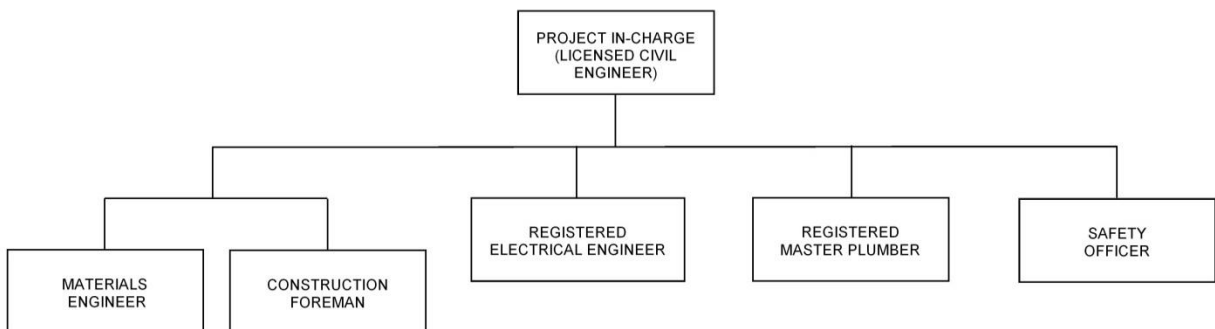 PROJECT IN-CHARGE
(LICENSED CIVIL
ENGINEER)
REGISTERED
ELECTRICAL ENGINEER
REGISTERED
MASTER PLUMBER
SAFETY
OFFICER
MATERIALS
ENGINEER
CONSTRUCTION
FOREMAN